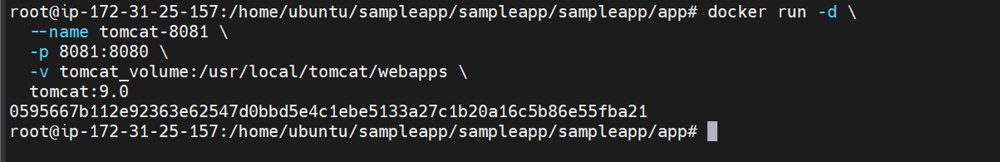 root@ip-172-31-25-157:/home/ubuntu/sampleapp/sampleapp/sampleapp/app# docker run -d \
  --name tomcat-8081 \
  -p 8081:8080 \
  -v tomcat_volume:/usr/local/tomcat/webapps \
  tomcat:9.0
0595667b112e92363e62547d0bbd5e4c1ebe5133a27c1b20a16c5b86e55fba21
root@ip-172-31-25-157:/home/ubuntu/sampleapp/sampleapp/sampleapp/app#